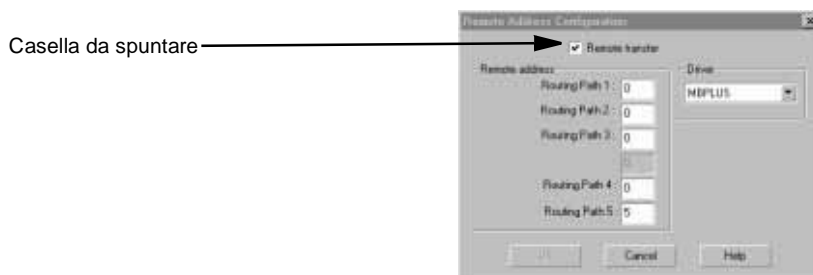 Remote Address Configuration
Casella da spuntare
Remote transfer
Remote address
Driver
Routing Path 1: 0
MBPLUS
Routing Path 2: 0
Routing Path 3: 0
Routing Path 4: 0
Routing Path 5: 5
Cancel
Help